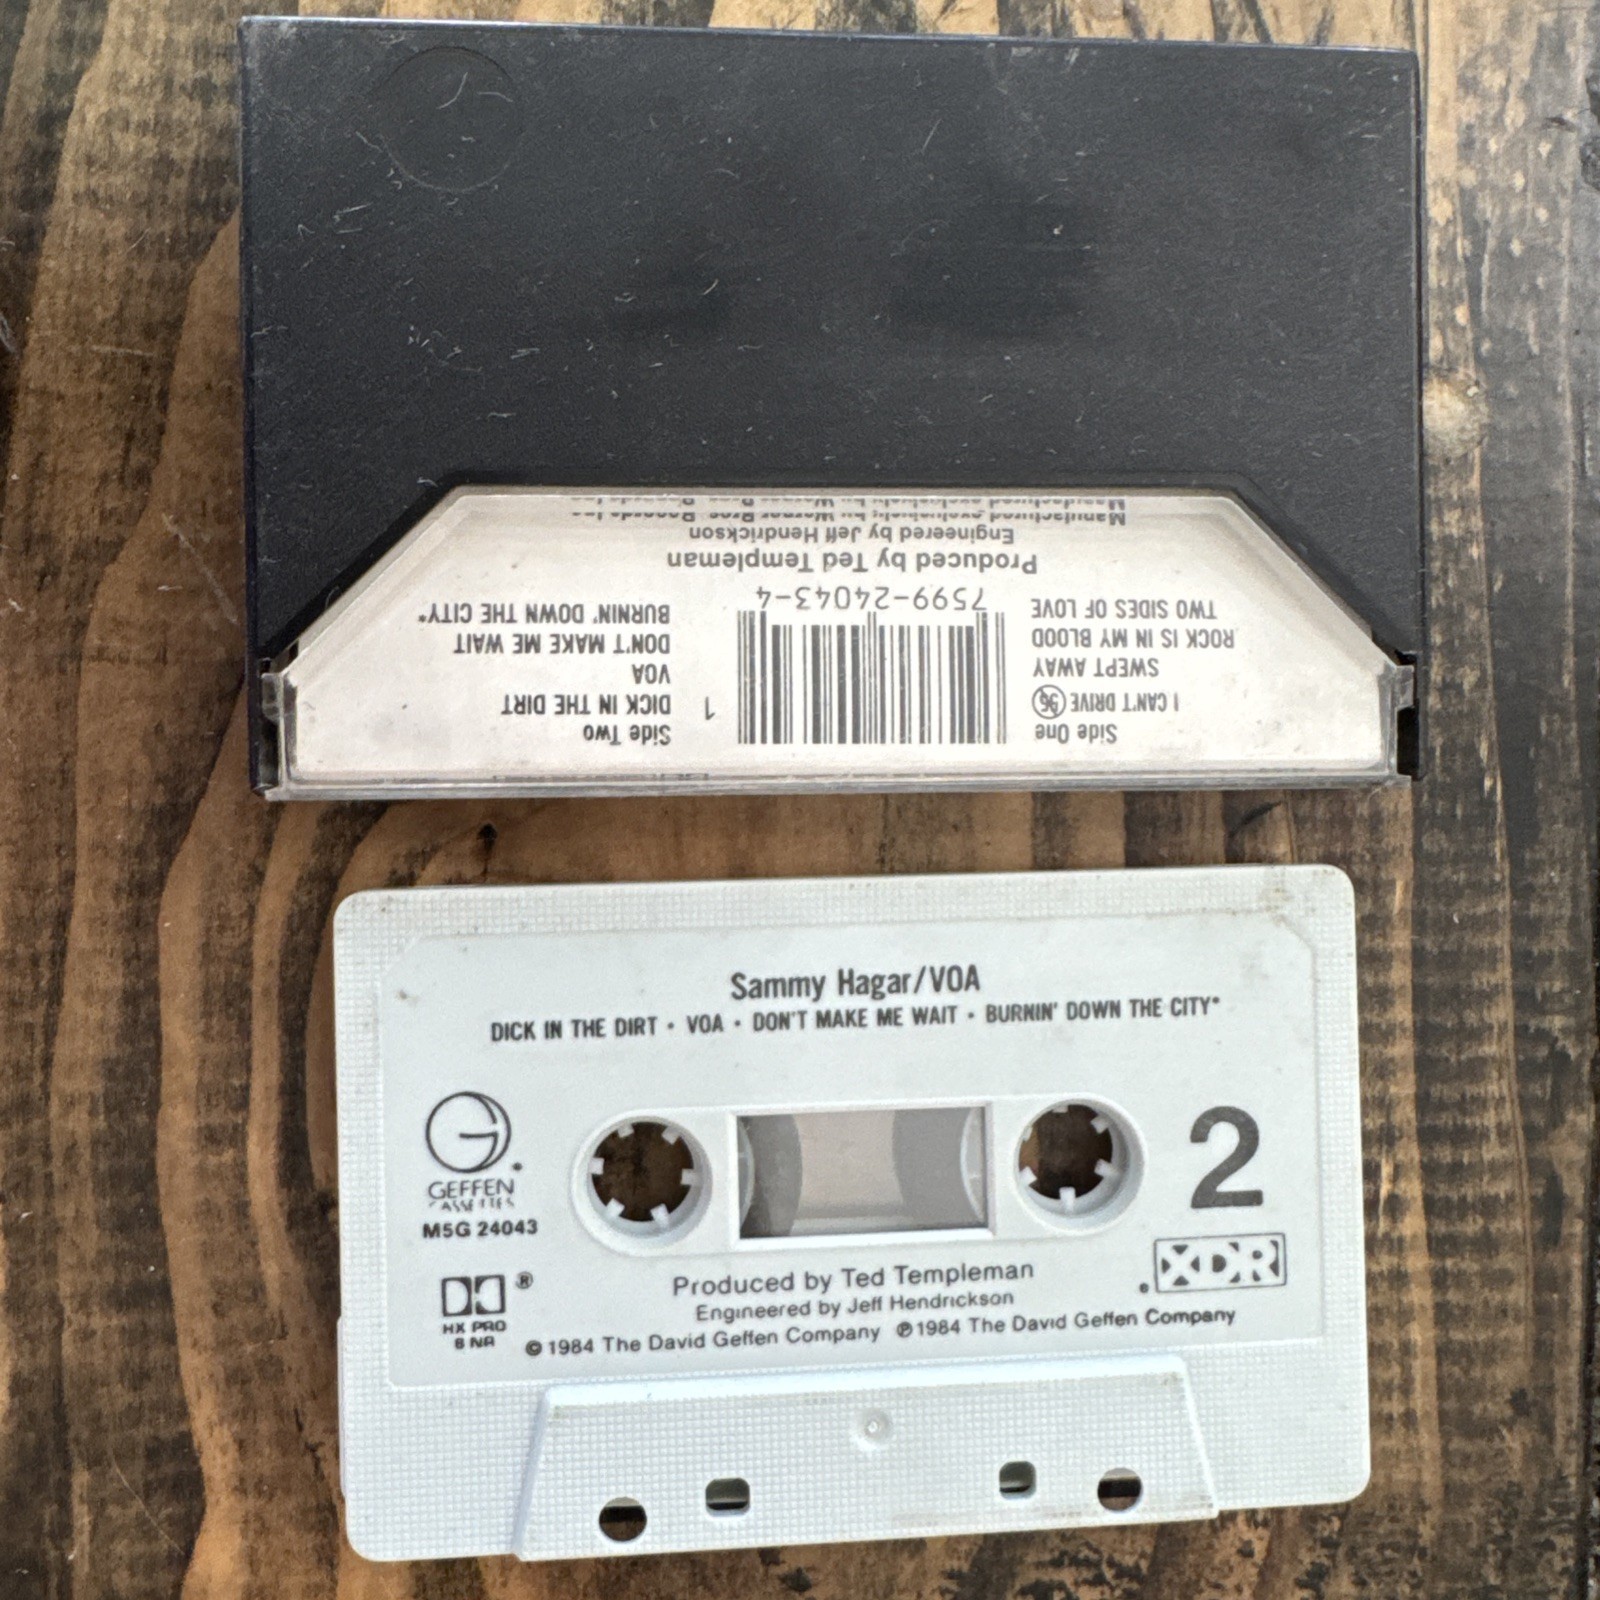 Side One
I CAN'T DRIVE 55
SWEPT AWAY
ROCK IS IN MY BLOOD
TWO SIDES OF LOVE
7599-24043-4
1
Side Two
DICK IN THE DIRT
VOA
DON'T MAKE ME WAIT
BURNIN' DOWN THE CITY*
Produced by Ted Templeman
Engineered by Jeff Hendrickson
Manufactured exclusively by Warner Bros. Records Inc.
Sammy Hagar/VOA
DICK IN THE DIRT • VOA • DON'T MAKE ME WAIT • BURNIN' DOWN THE CITY*
G
GEFFEN
CASSETTES
M5G 24043
2
XDR
®
HX PRO
B NR
Produced by Ted Templeman
Engineered by Jeff Hendrickson
©1984 The David Geffen Company ℗1984 The David Geffen Company